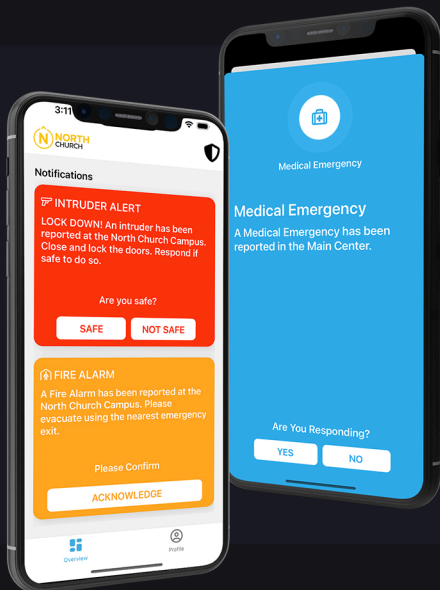 3:11
N
NORTH
CHURCH
Notifications
INTRUDER ALERT
LOCK DOWN! An intruder has been
reported at the North Church Campus.
Close and lock the doors. Respond if
safe to do so.
Are you safe?
SAFE
NOT SAFE
FIRE ALARM
A Fire Alarm has been reported at the
North Church Campus. Please
evacuate using the nearest emergency
exit.
Please Confirm
ACKNOWLEDGE
Overview
Profile
Medical Emergency
Medical Emergency
A Medical Emergency has been
reported in the Main Center.
Are You Responding?
YES
NO